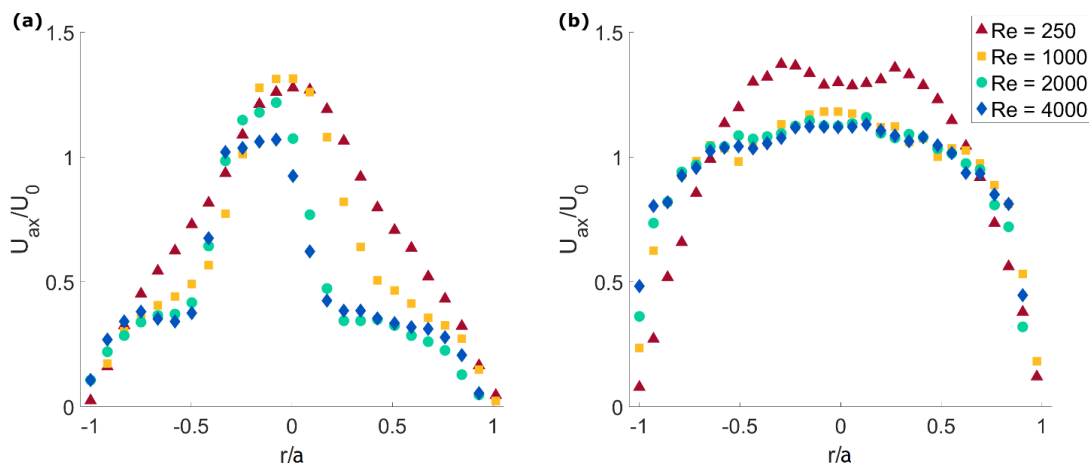 (a)
1.5
1
0.5
0
U_ax/U_0
-1 -0.5 0 0.5 1
r/a
(b)
1.5
1
0.5
0
U_ax/U_0
-1 -0.5 0 0.5 1
r/a
Re = 250
Re = 1000
Re = 2000
Re = 4000